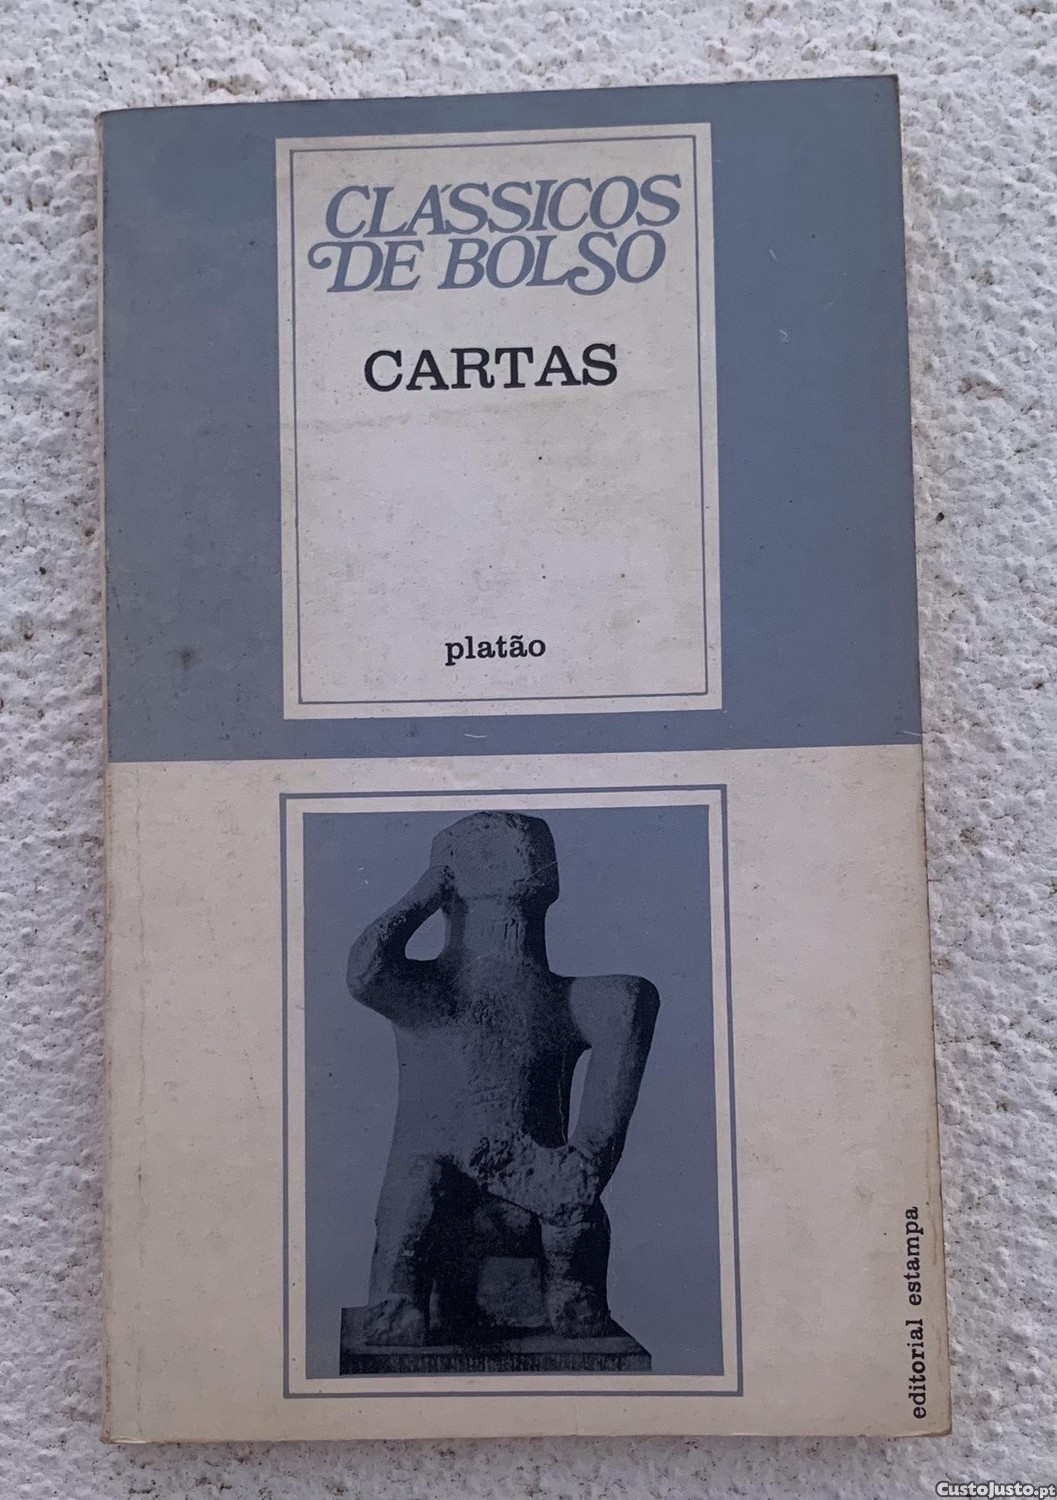 CLÁSSICOS
DE BOLSO
CARTAS
platão
editorial estampa
CustoJusto.pt